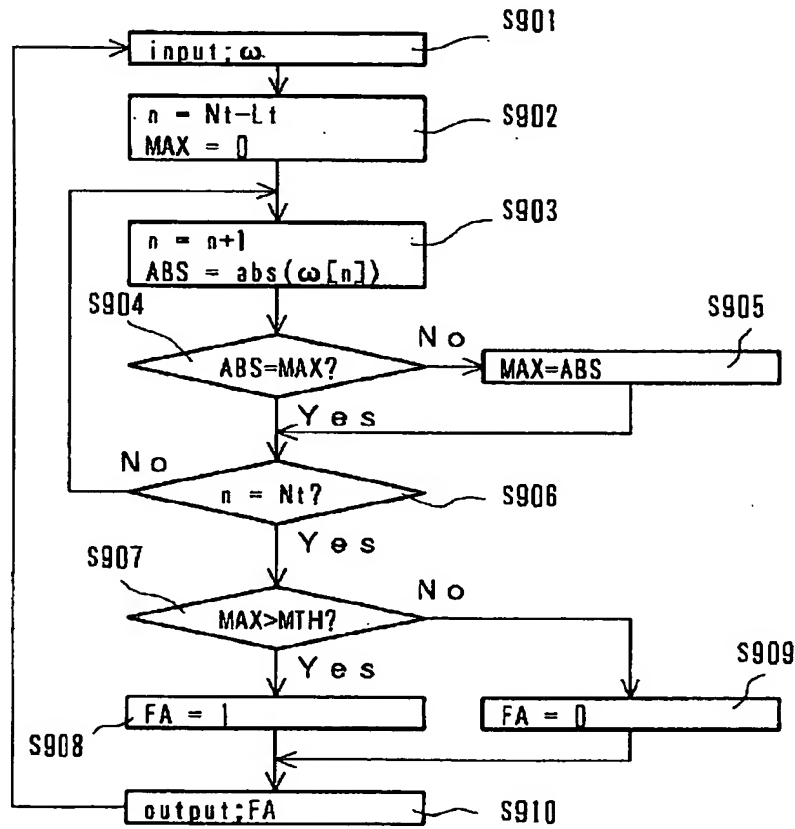 S901
input;ω
n = Nt-Lt
MAX = 0
S902
S903
n = n+1
ABS = abs(ω[n])
S904
S905
ABS=MAX?
No
MAX=ABS
Yes
No
n = Nt?
S906
Yes
S907
No
MAX>MTH?
Yes
S909
FA = 1
FA = 0
S908
output;FA
S910